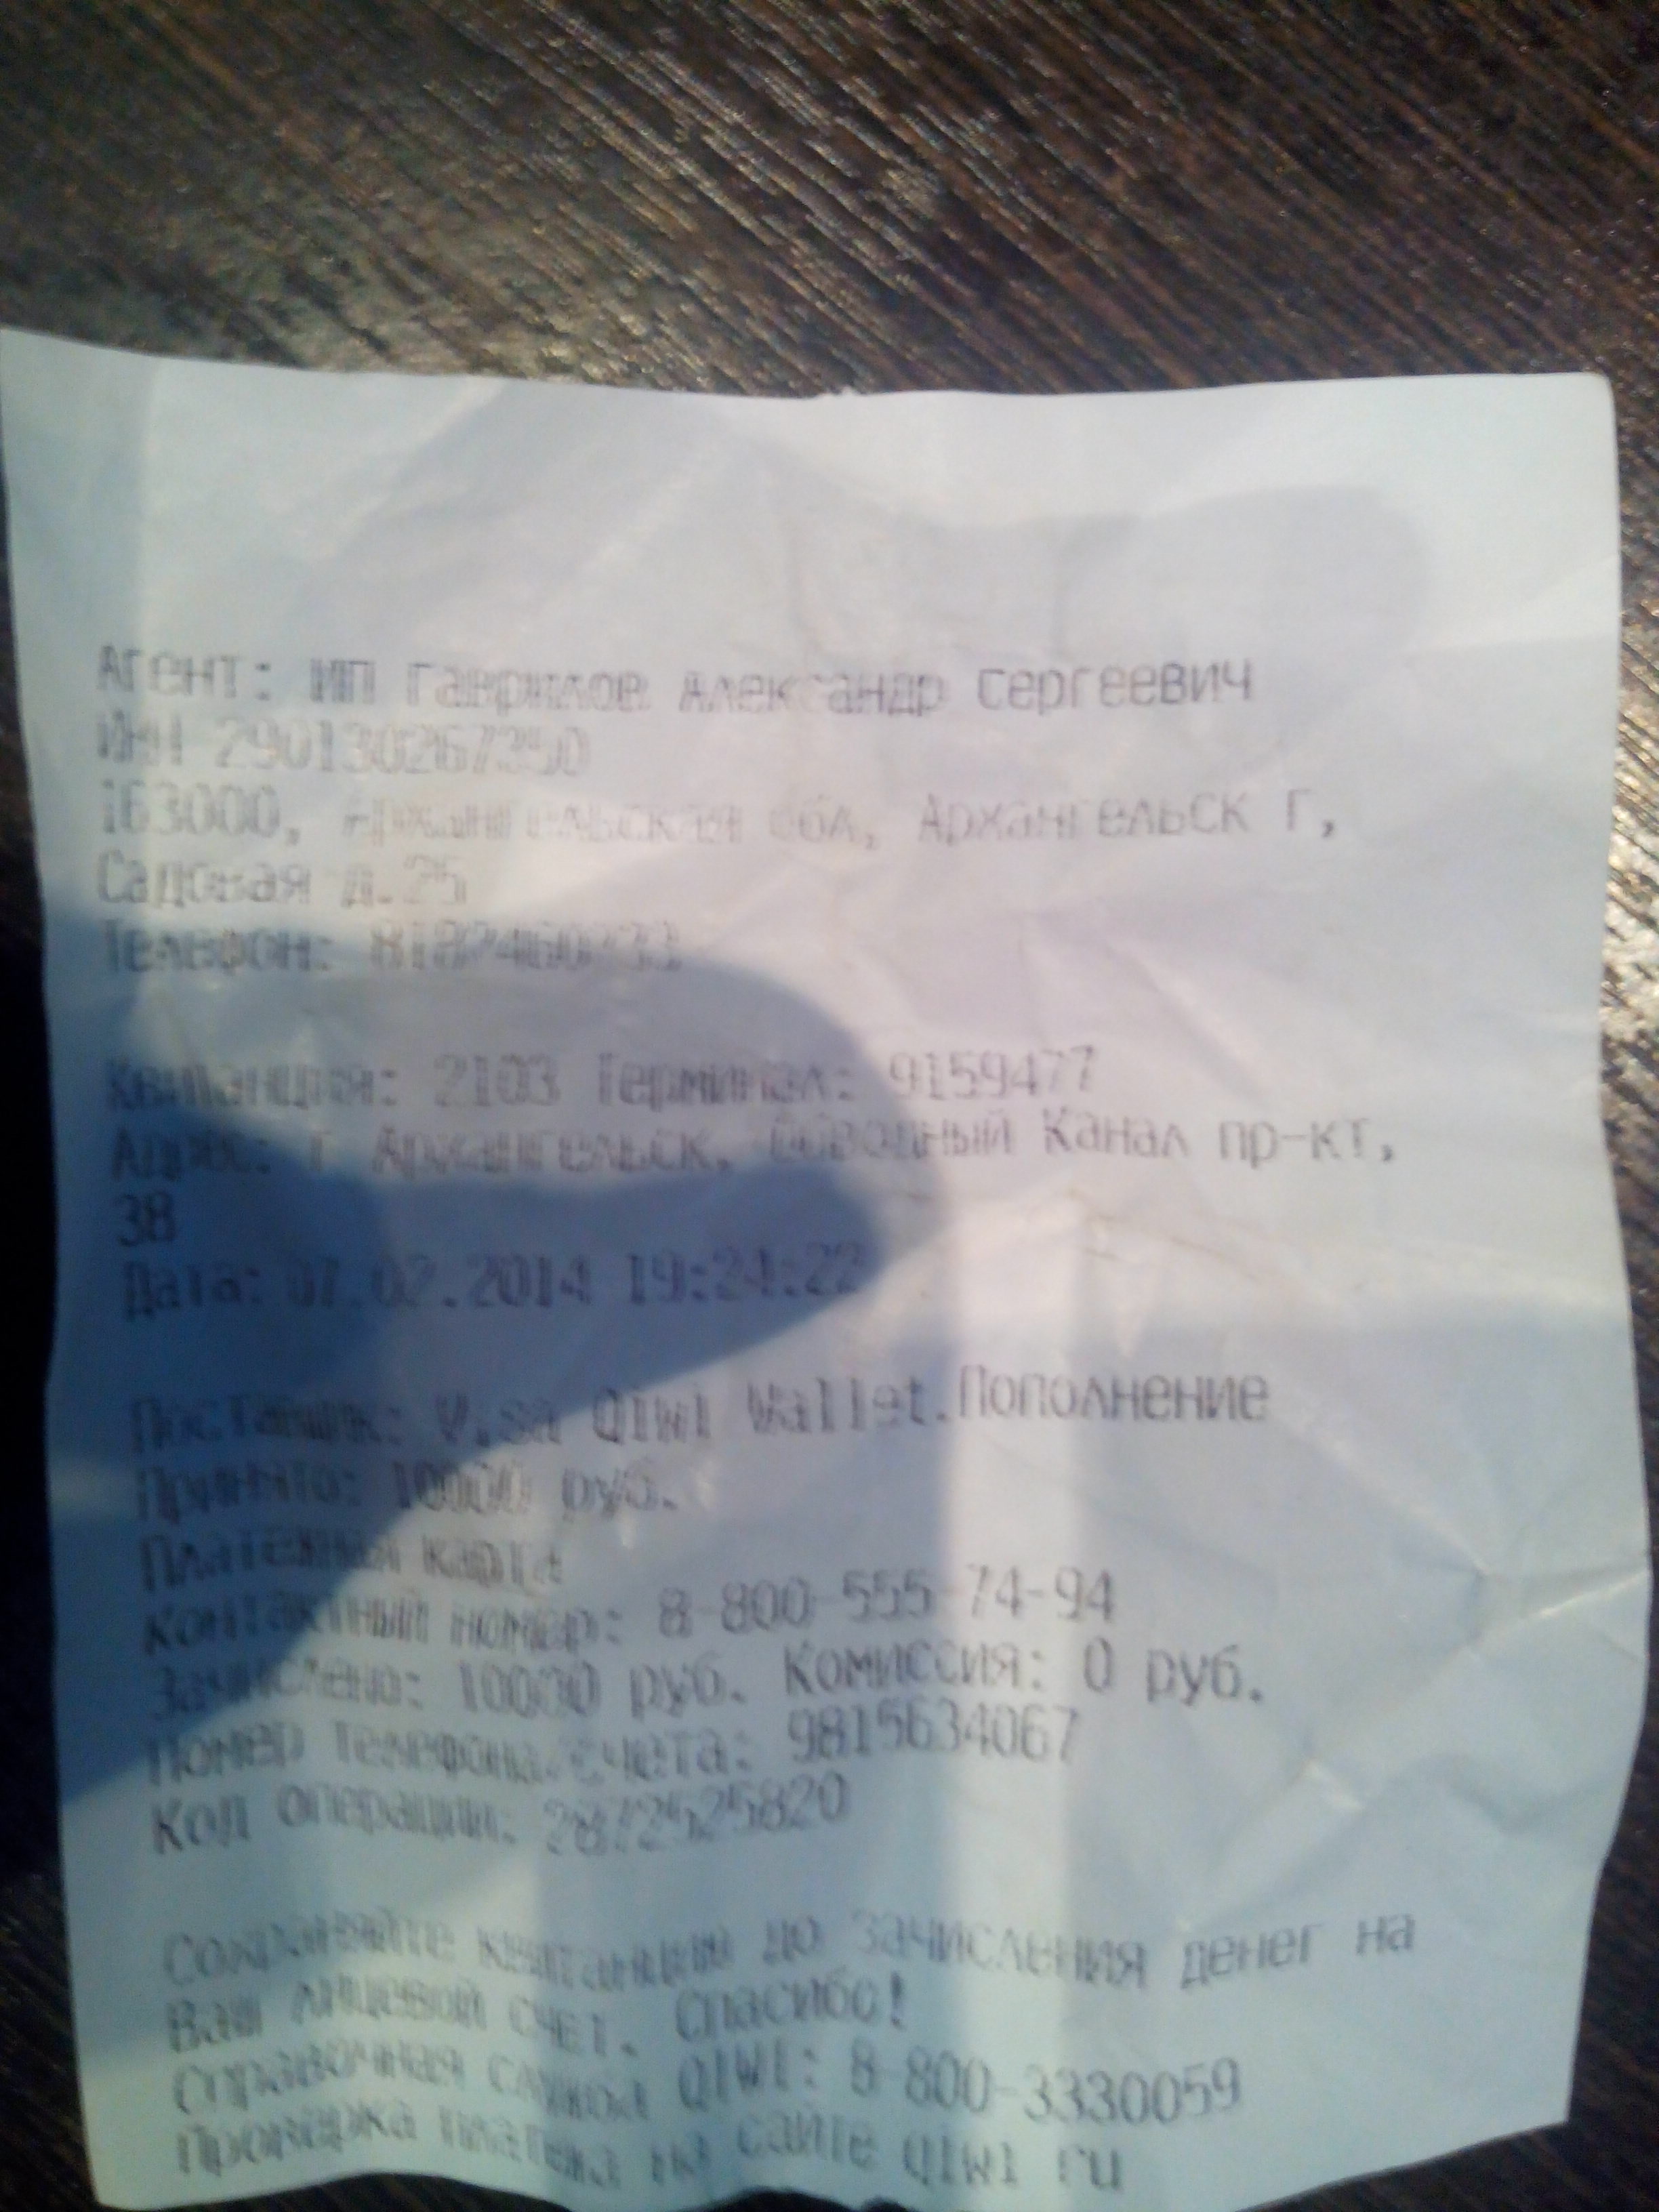 Агент: ИП Гаврилов Александр Сергеевич
ИНН 290130267350
163000, Архангельская обл, Архангельск г,
Садовая д.25
Телефон:
Квитанция: 2103 Терминал: 9159477
Адрес: г Архангельск, Обводный Канал пр-кт,
38
Дата: 07.02.2014 19:24:22
Поставщик: Visa QIWI Wallet.Пополнение
Принято: 10000 руб.
Платежная карта
Контактный номер: 8-800-555-74-94
Зачислено: 10000 руб. Комиссия: 0 руб.
Номер телефона/счета: 9815634067
Код операции: 2872525820
Сохраняйте квитанцию до зачисления денег на
Ваш лицевой счет. Спасибо!
Справочная служба QIWI: 8-800-3330059
Проверка платежа на сайте qiwi.ru